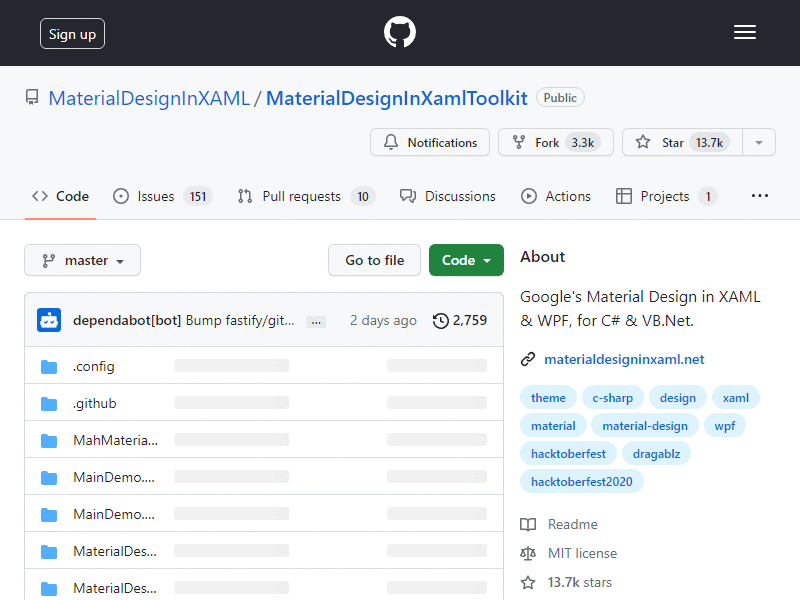 Sign up
MaterialDesignInXAML / MaterialDesignInXamlToolkit Public
Notifications Fork 3.3k Star 13.7k
Code Issues 151 Pull requests 10 Discussions Actions Projects 1 ...
master Go to file Code
dependabot[bot] Bump fastify/git... ... 2 days ago 2,759
.config
.github
MahMateria...
MainDemo....
MainDemo....
MaterialDes...
MaterialDes...
About
Google's Material Design in XAML
& WPF, for C# & VB.Net.
materialdesigninxaml.net
theme c-sharp design xaml
material material-design wpf
hacktoberfest dragablz
hacktoberfest2020
Readme
MIT license
13.7k stars